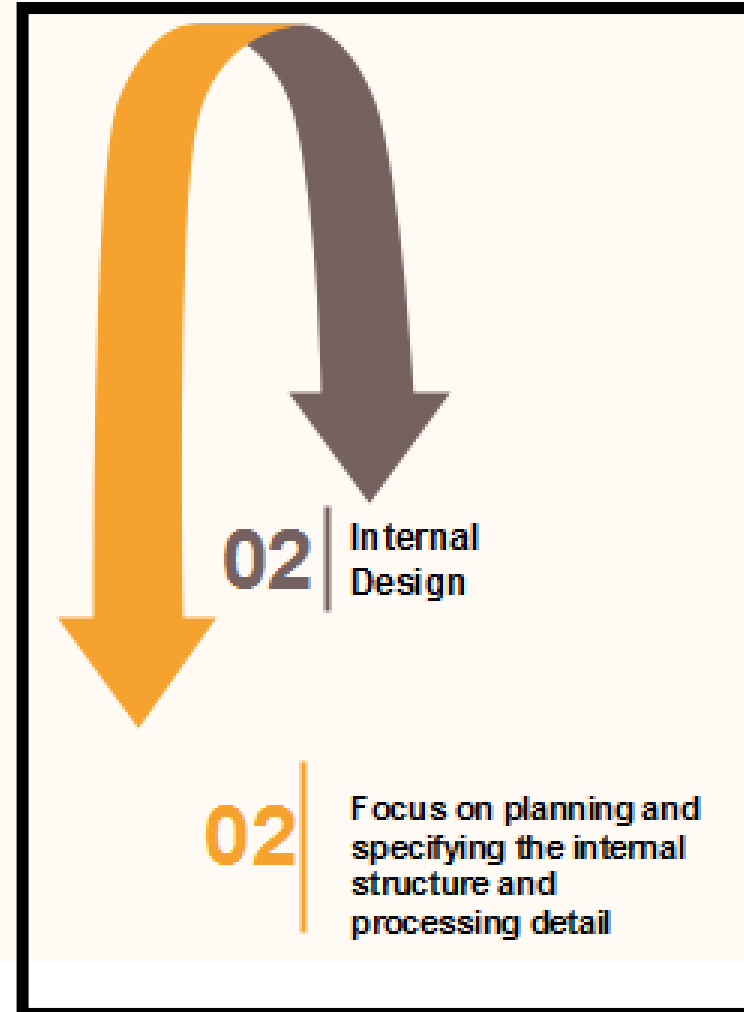 02
Internal
Design
02
Focus on planning and
specifying the internal
structure and
processing detail